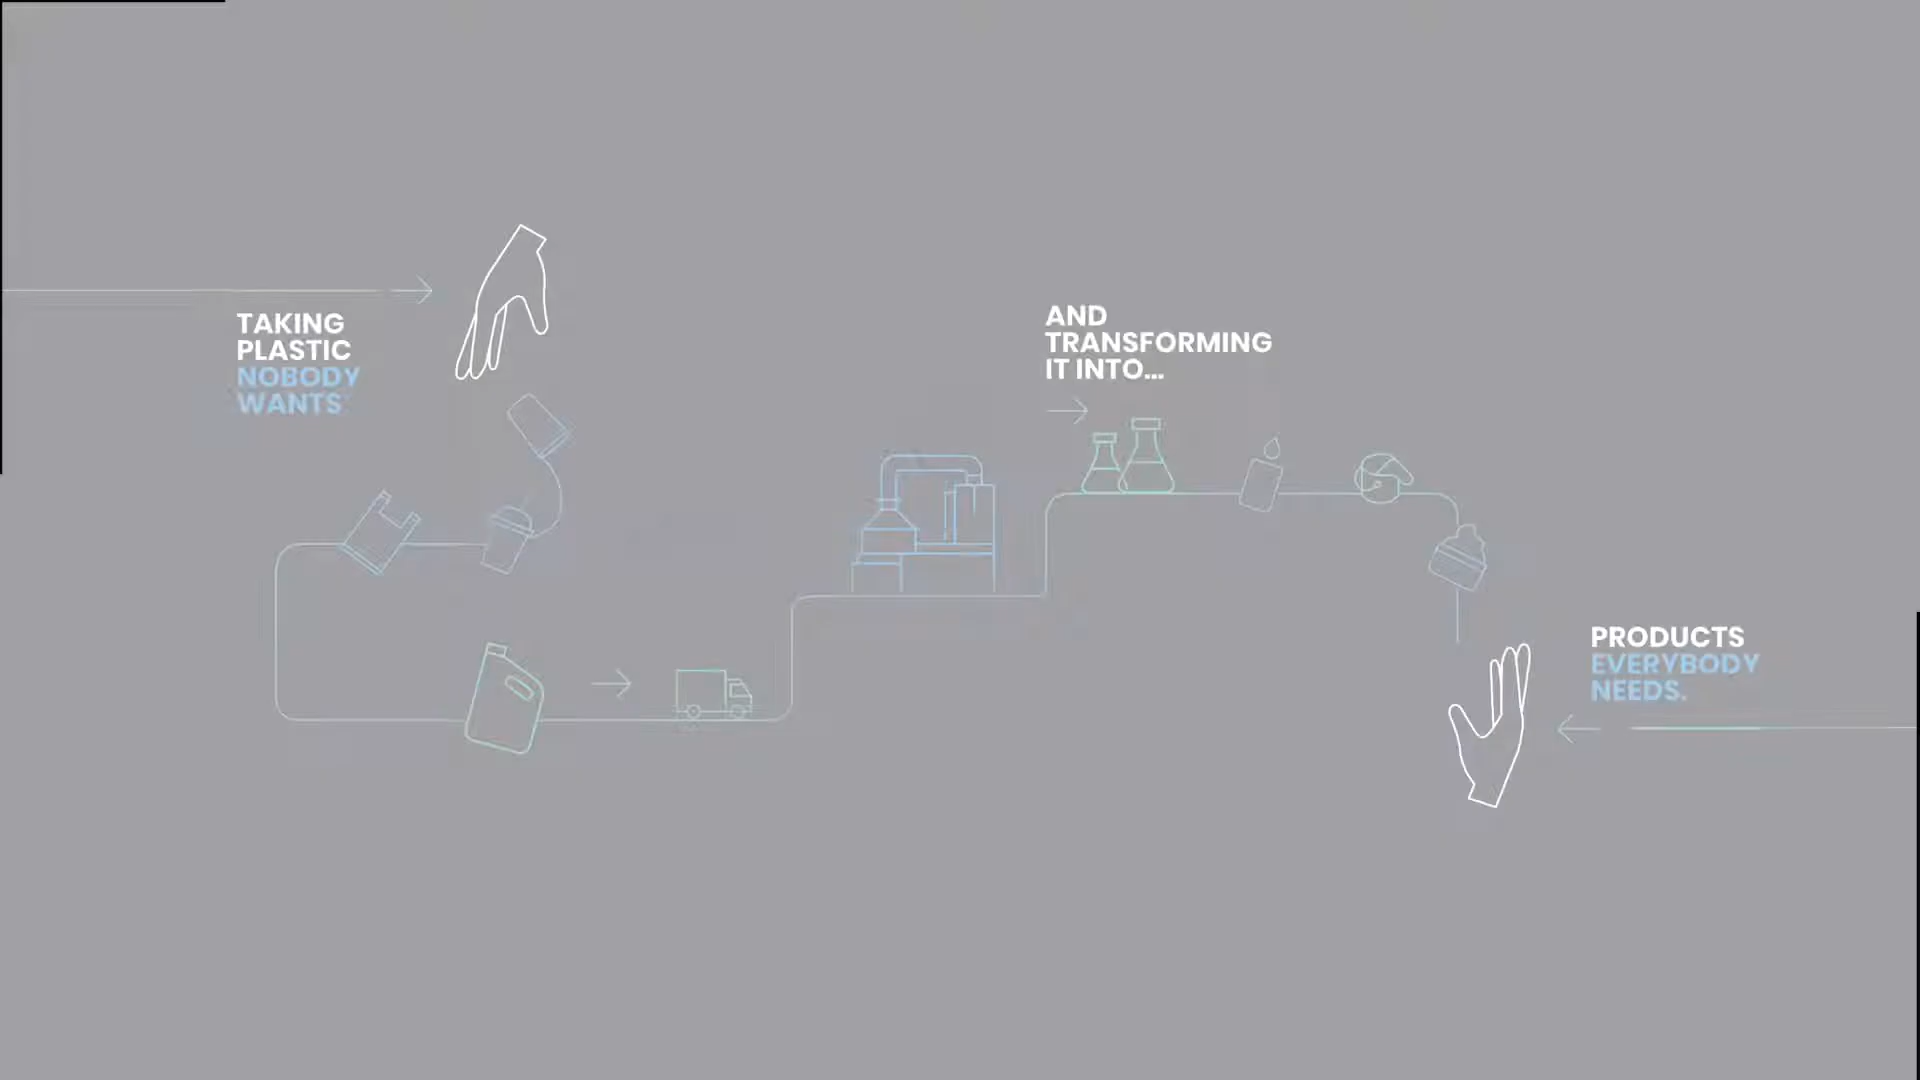 TAKING
PLASTIC
NOBODY
WANTS
AND
TRANSFORMING
IT INTO...
PRODUCTS
EVERYBODY
NEEDS.